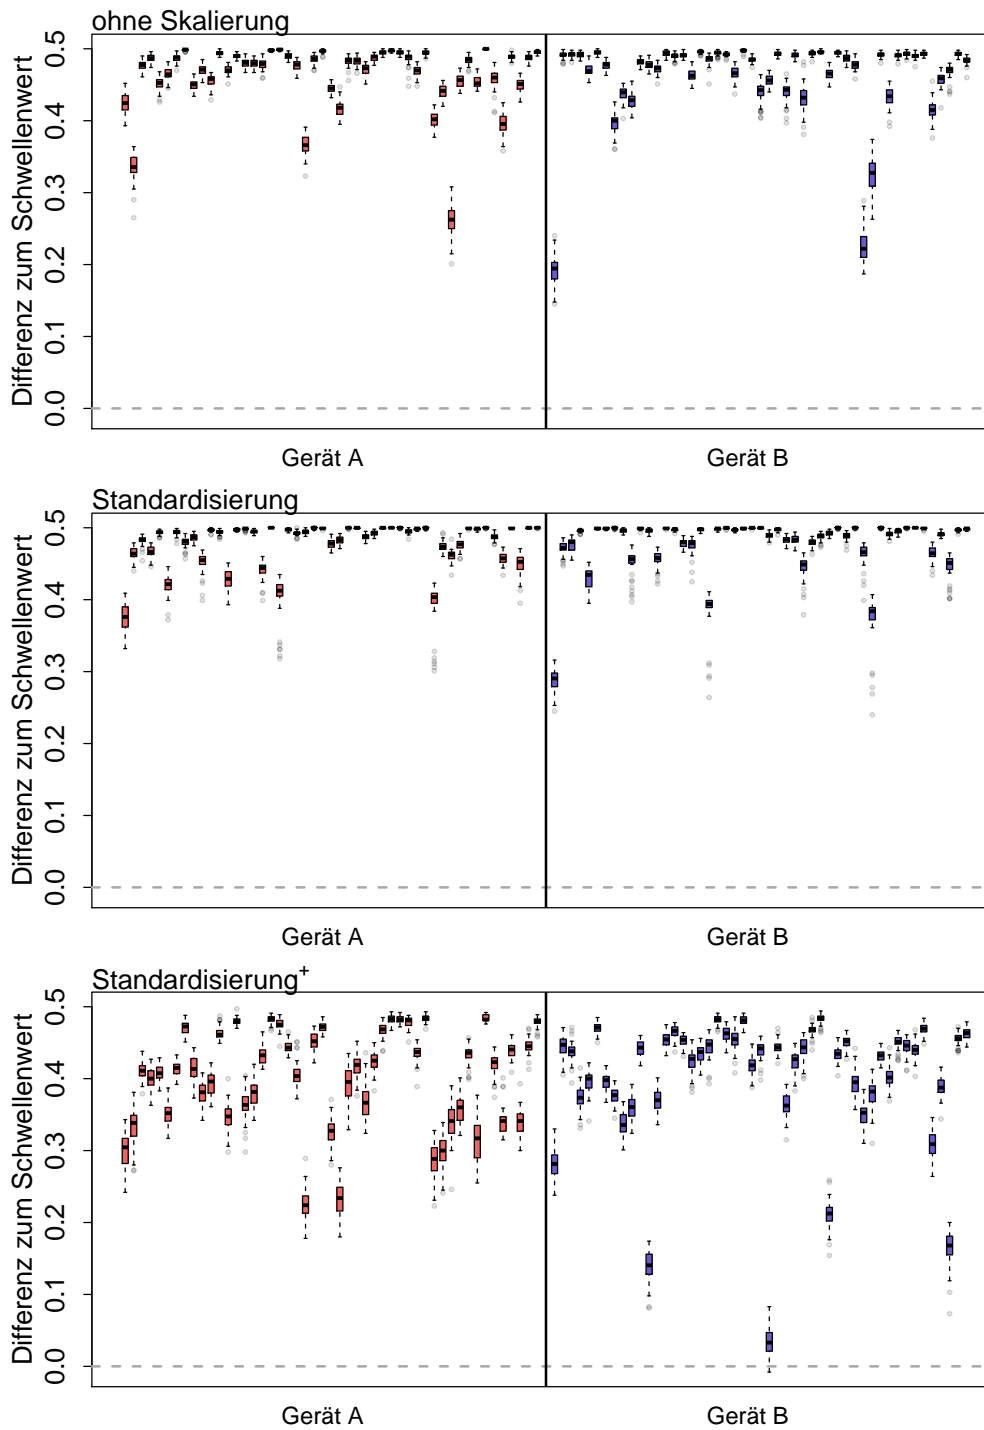 ohne Skalierung
Differenz zum Schwellenwert
0.5
0.4
0.3
0.2
0.1
0.0
Gerät A
Gerät B
Standardisierung
Differenz zum Schwellenwert
0.5
0.4
0.3
0.2
0.1
0.0
Gerät A
Gerät B
Standardisierung⁺
Differenz zum Schwellenwert
0.5
0.4
0.3
0.2
0.1
0.0
Gerät A
Gerät B